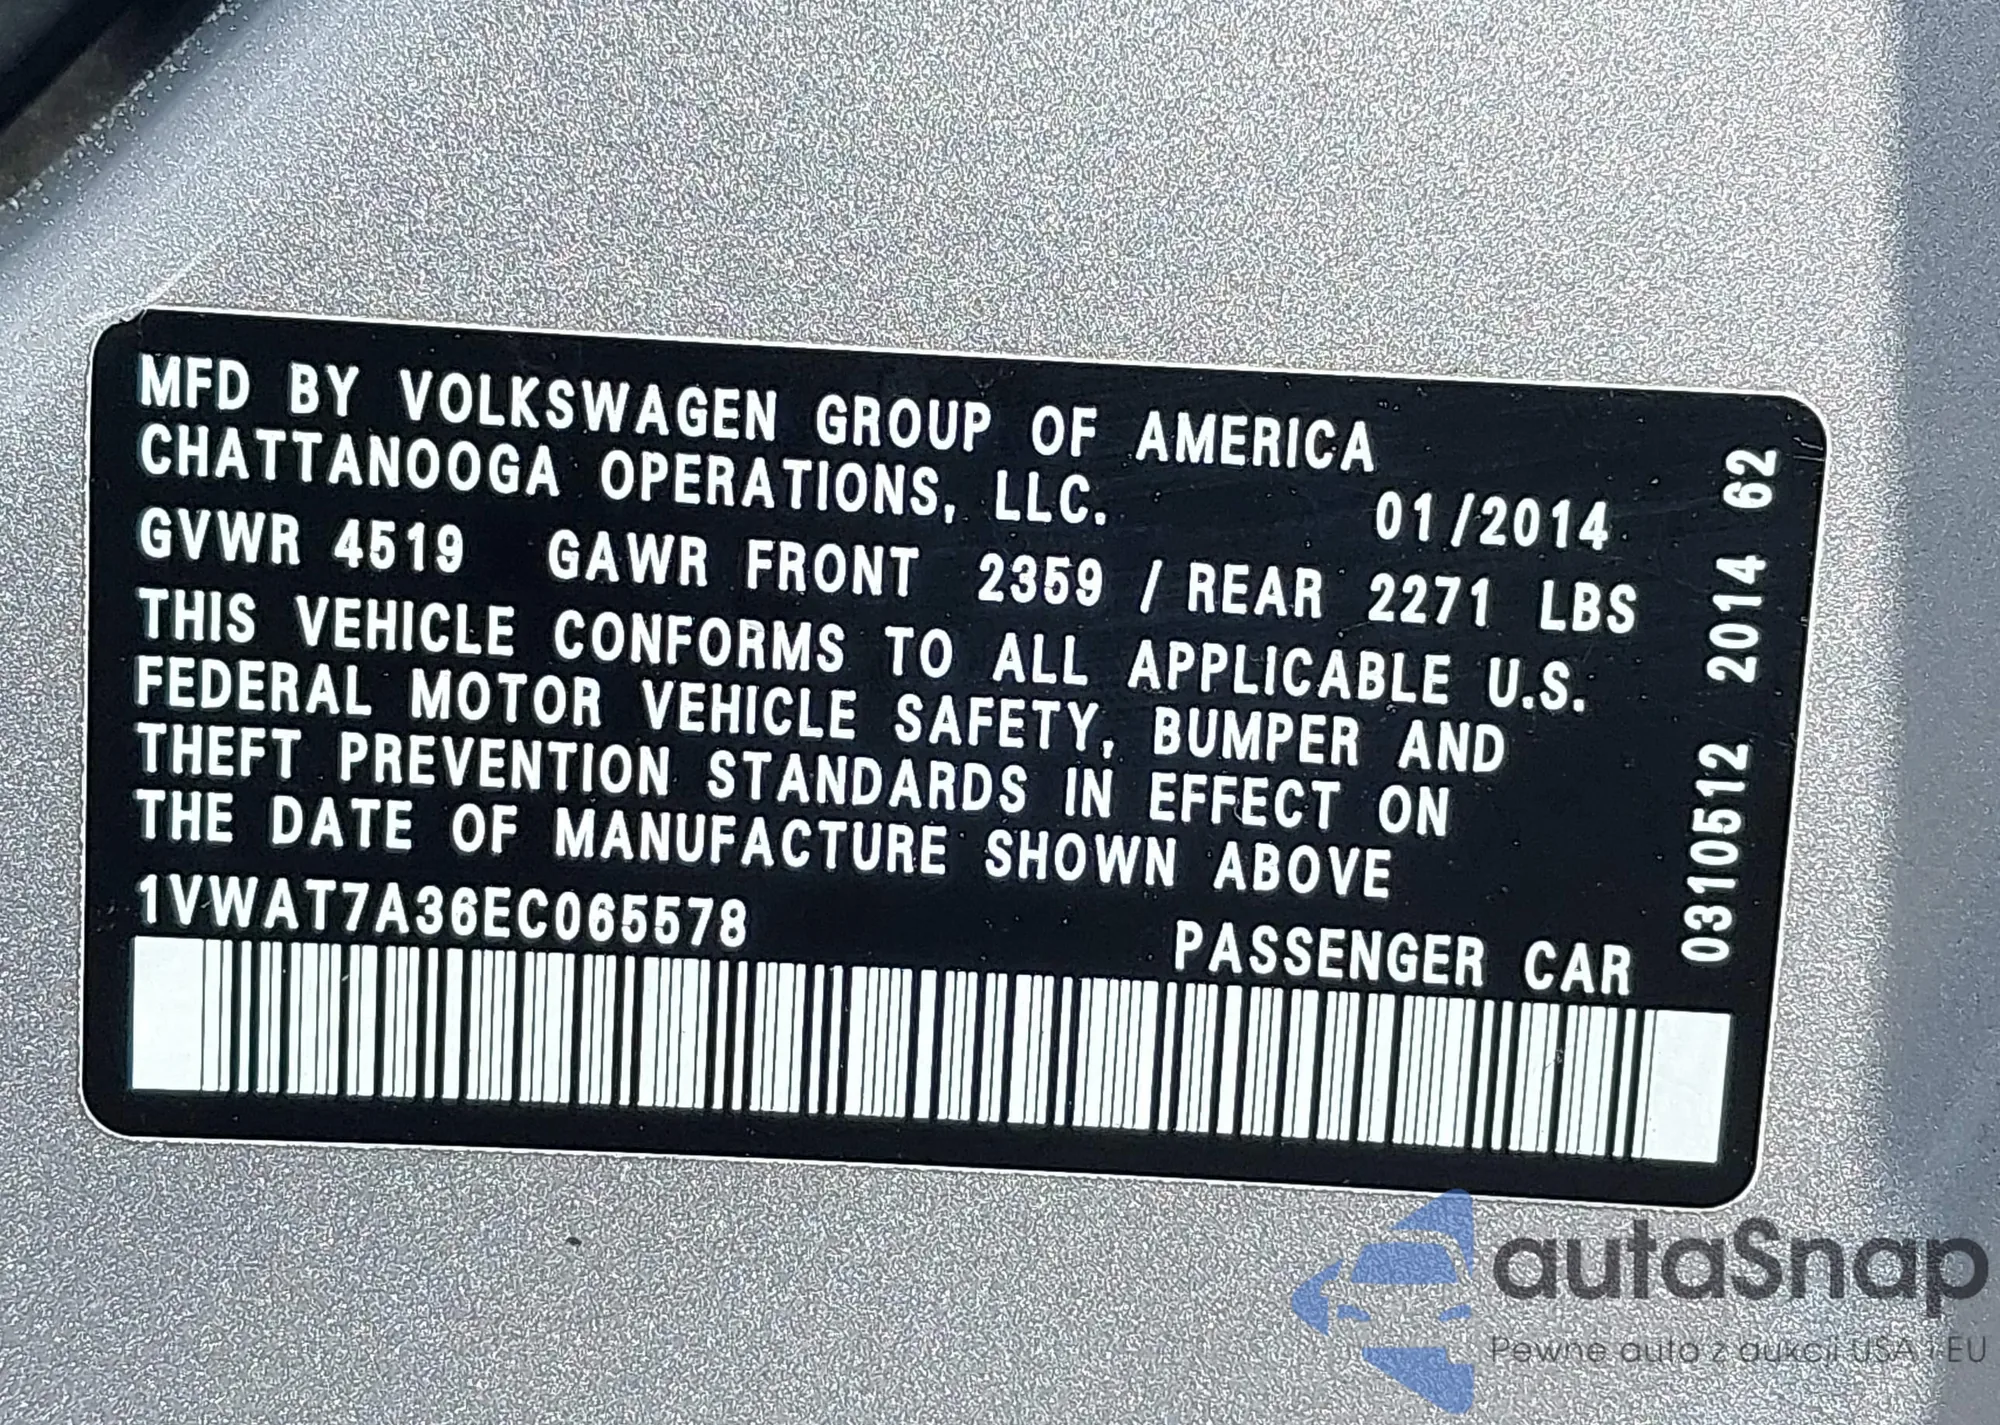 MFD BY VOLKSWAGEN GROUP OF AMERICA
CHATTANOOGA OPERATIONS, LLC. 01/2014
GVWR 4519 GAWR FRONT 2359 / REAR 2271 LBS
THIS VEHICLE CONFORMS TO ALL APPLICABLE U.S.
FEDERAL MOTOR VEHICLE SAFETY, BUMPER AND
THEFT PREVENTION STANDARDS IN EFFECT ON
THE DATE OF MANUFACTURE SHOWN ABOVE
1VWAT7A36EC065578 PASSENGER CAR
0310512 2014 62
autaSnap
Pewne auto z aukcji USA i EU